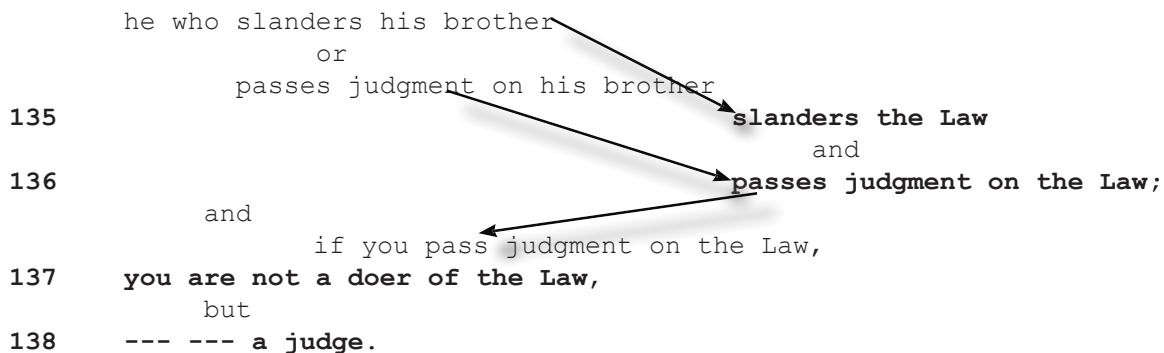 he who slanders his brother
or
passes judgment on his brother
135 slanders the Law
and
136 passes judgment on the Law;
and
if you pass judgment on the Law,
137 you are not a doer of the Law,
but
138 --- --- a judge.